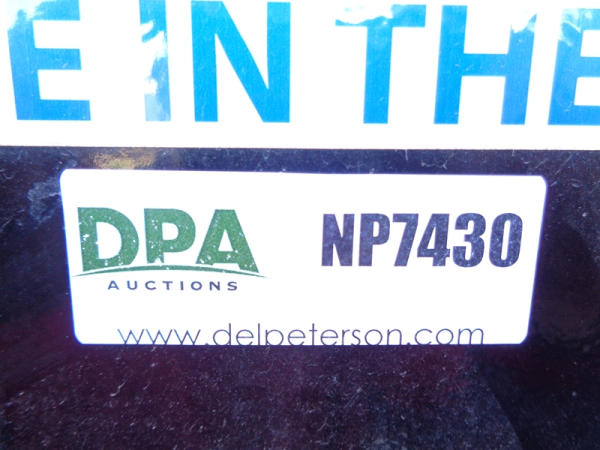 E IN THE
DPA
AUCTIONS
NP7430
www.delpeterson.com